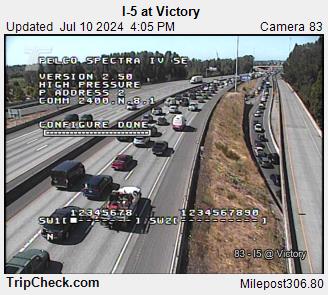 I-5 at Victory
Updated  Jul 10 2024  4:05 PM
Camera 83
PELCO SPECTRA IV SE
VERSION 2.50
HIGH PRESSURE
P ADDRESS 2
COMM 2400,N,8,1
CONFIGURE DONE
12345678 1234567890
SW1[■-------]/SW2[----------]
N
83 - I5 @ Victory
TripCheck.com
Milepost306.80